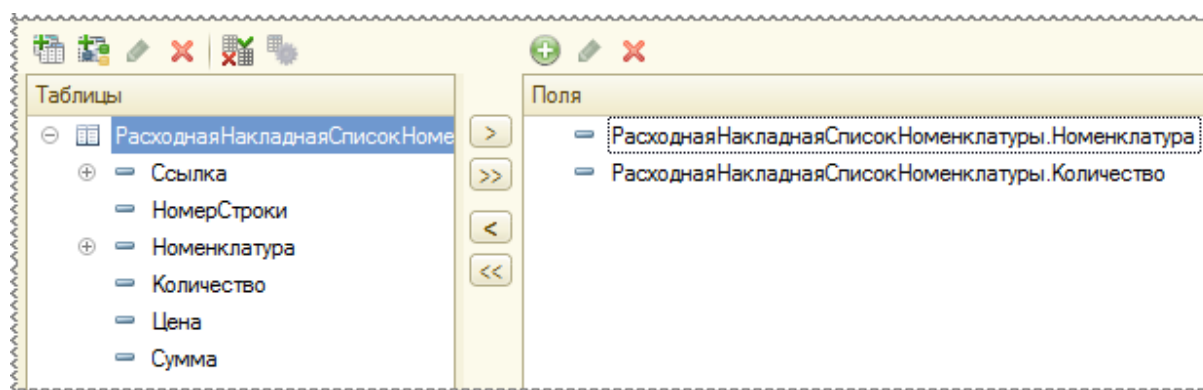 Таблицы
Поля
РасходнаяНакладнаяСписокНоме
Ссылка
НомерСтроки
Номенклатура
Количество
Цена
Сумма
>
>>
<
<<
РасходнаяНакладнаяСписокНоменклатуры.Номенклатура
РасходнаяНакладнаяСписокНоменклатуры.Количество